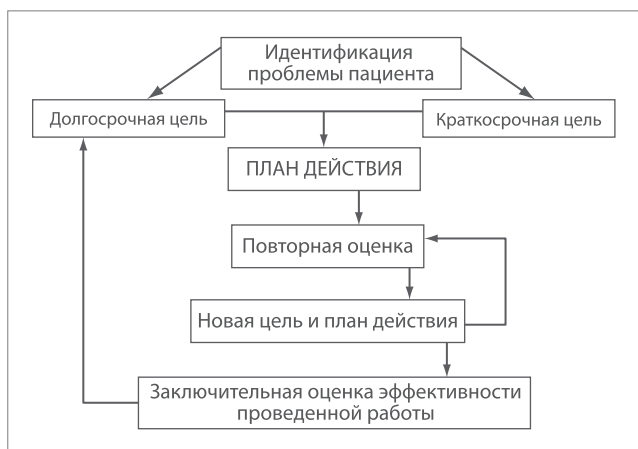 Идентификация
проблемы пациента
Долгосрочная цель
Краткосрочная цель
ПЛАН ДЕЙСТВИЯ
Повторная оценка
Новая цель и план действия
Заключительная оценка эффективности
проведенной работы